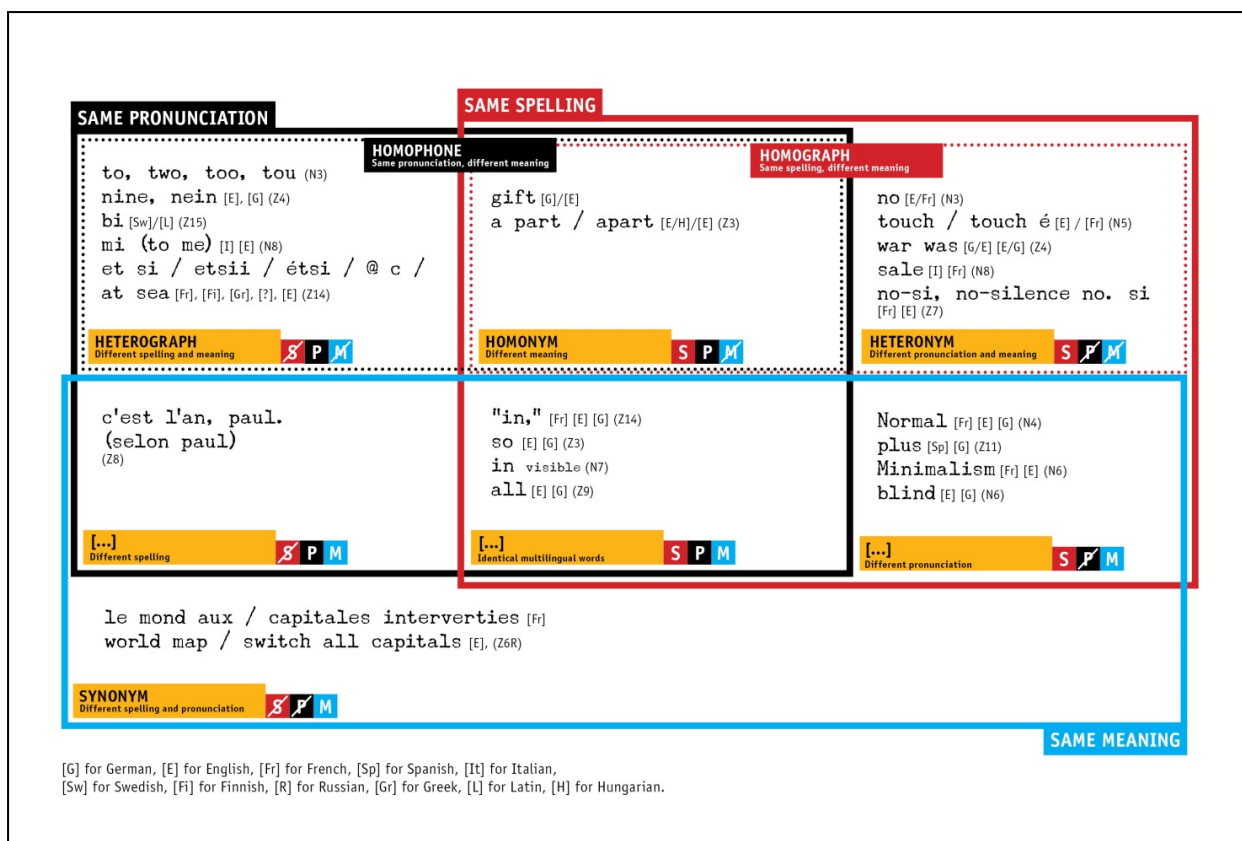 SAME PRONUNCIATION
SAME SPELLING
HOMOPHONE
Same pronunciation, different meaning
HOMOGRAPH
Same spelling, different meaning
to, two, too, tou (N3)
nine, nein [E], [G] (Z4)
bi [Sw]/[L] (Z15)
mi (to me) [I] [E] (N8)
et si / etsii / étsi / @ c /
at sea [Fr], [Fi], [Gr], [?], [E] (Z14)
HETEROGRAPH
Different spelling and meaning
S P M
gift [G]/[E]
a part / apart [E/H]/[E] (Z3)
HOMONYM
Different meaning
S P M
no [E/Fr] (N3)
touch / touch é [E] / [Fr] (N5)
war was [G/E] [E/G] (Z4)
sale [I] [Fr] (N8)
no-si, no-silence no. si
[Fr] [E] (Z7)
HETERONYM
Different pronunciation and meaning
S P M
c'est l'an, paul.
(selon paul)
(Z8)
[...]
Different spelling
S P M
"in," [Fr] [E] [G] (Z14)
so [E] [G] (Z3)
in visible (N7)
all [E] [G] (Z9)
[...]
Identical multilingual words
S P M
Normal [Fr] [E] [G] (N4)
plus [Sp] [G] (Z11)
Minimalism [Fr] [E] (N6)
blind [E] [G] (N6)
[...]
Different pronunciation
S P M
le mond aux / capitales interverties [Fr]
world map / switch all capitals [E], (Z6R)
SYNONYM
Different spelling and pronunciation
S P M
SAME MEANING
[G] for German, [E] for English, [Fr] for French, [Sp] for Spanish, [It] for Italian,
[Sw] for Swedish, [Fi] for Finnish, [R] for Russian, [Gr] for Greek, [L] for Latin, [H] for Hungarian.